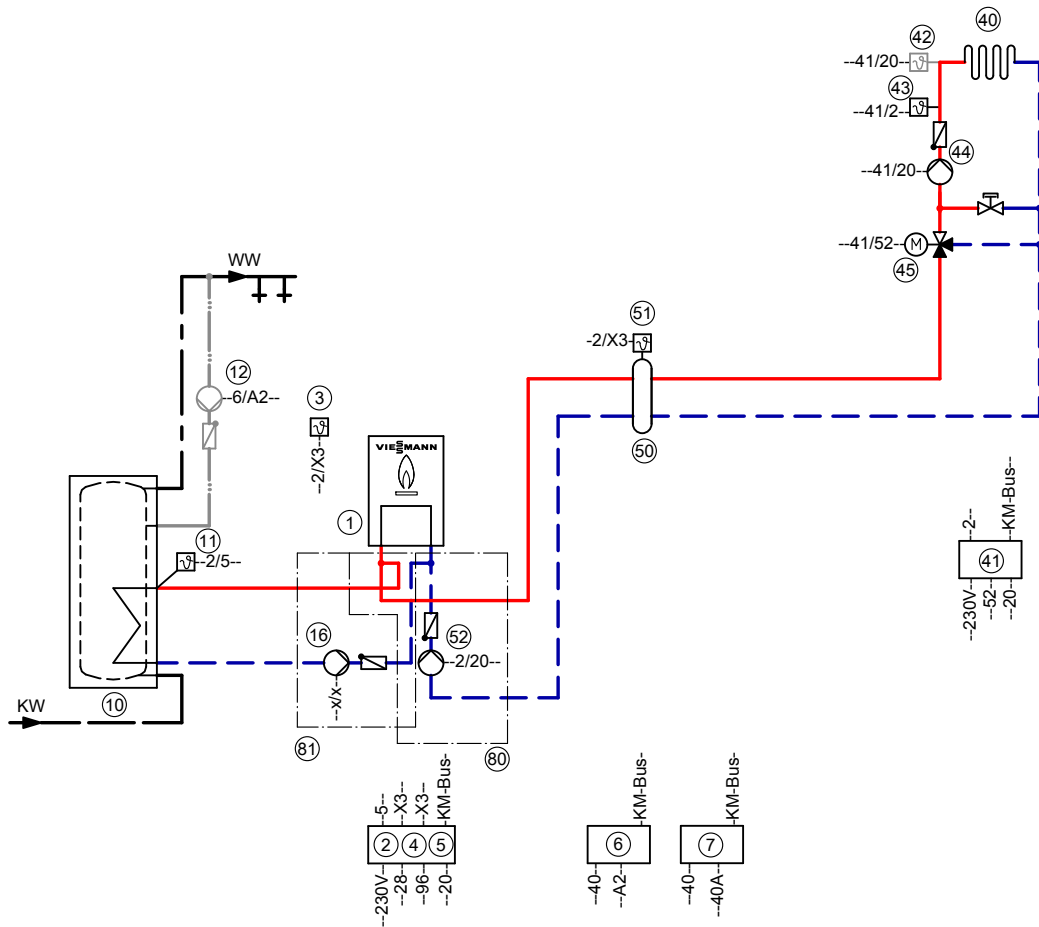 42
40
--41/20--
43
--41/2--
44
--41/20--
--41/52--
M
45
WW
51
-2/X3-
12
--6/A2--
3
--2/X3--
VIESMANN
50
1
11
--2/5--
--2--
KM-Bus--
41
--230V--
--52--
--20--
16
52
--2/20--
--x/x--
10
KW
81
80
--5--
--X3--
--X3--
-KM-Bus-
2
4
5
--230V--
--28--
--96--
--20--
-KM-Bus-
6
--40--
--A2--
-KM-Bus-
7
--40--
--40A--